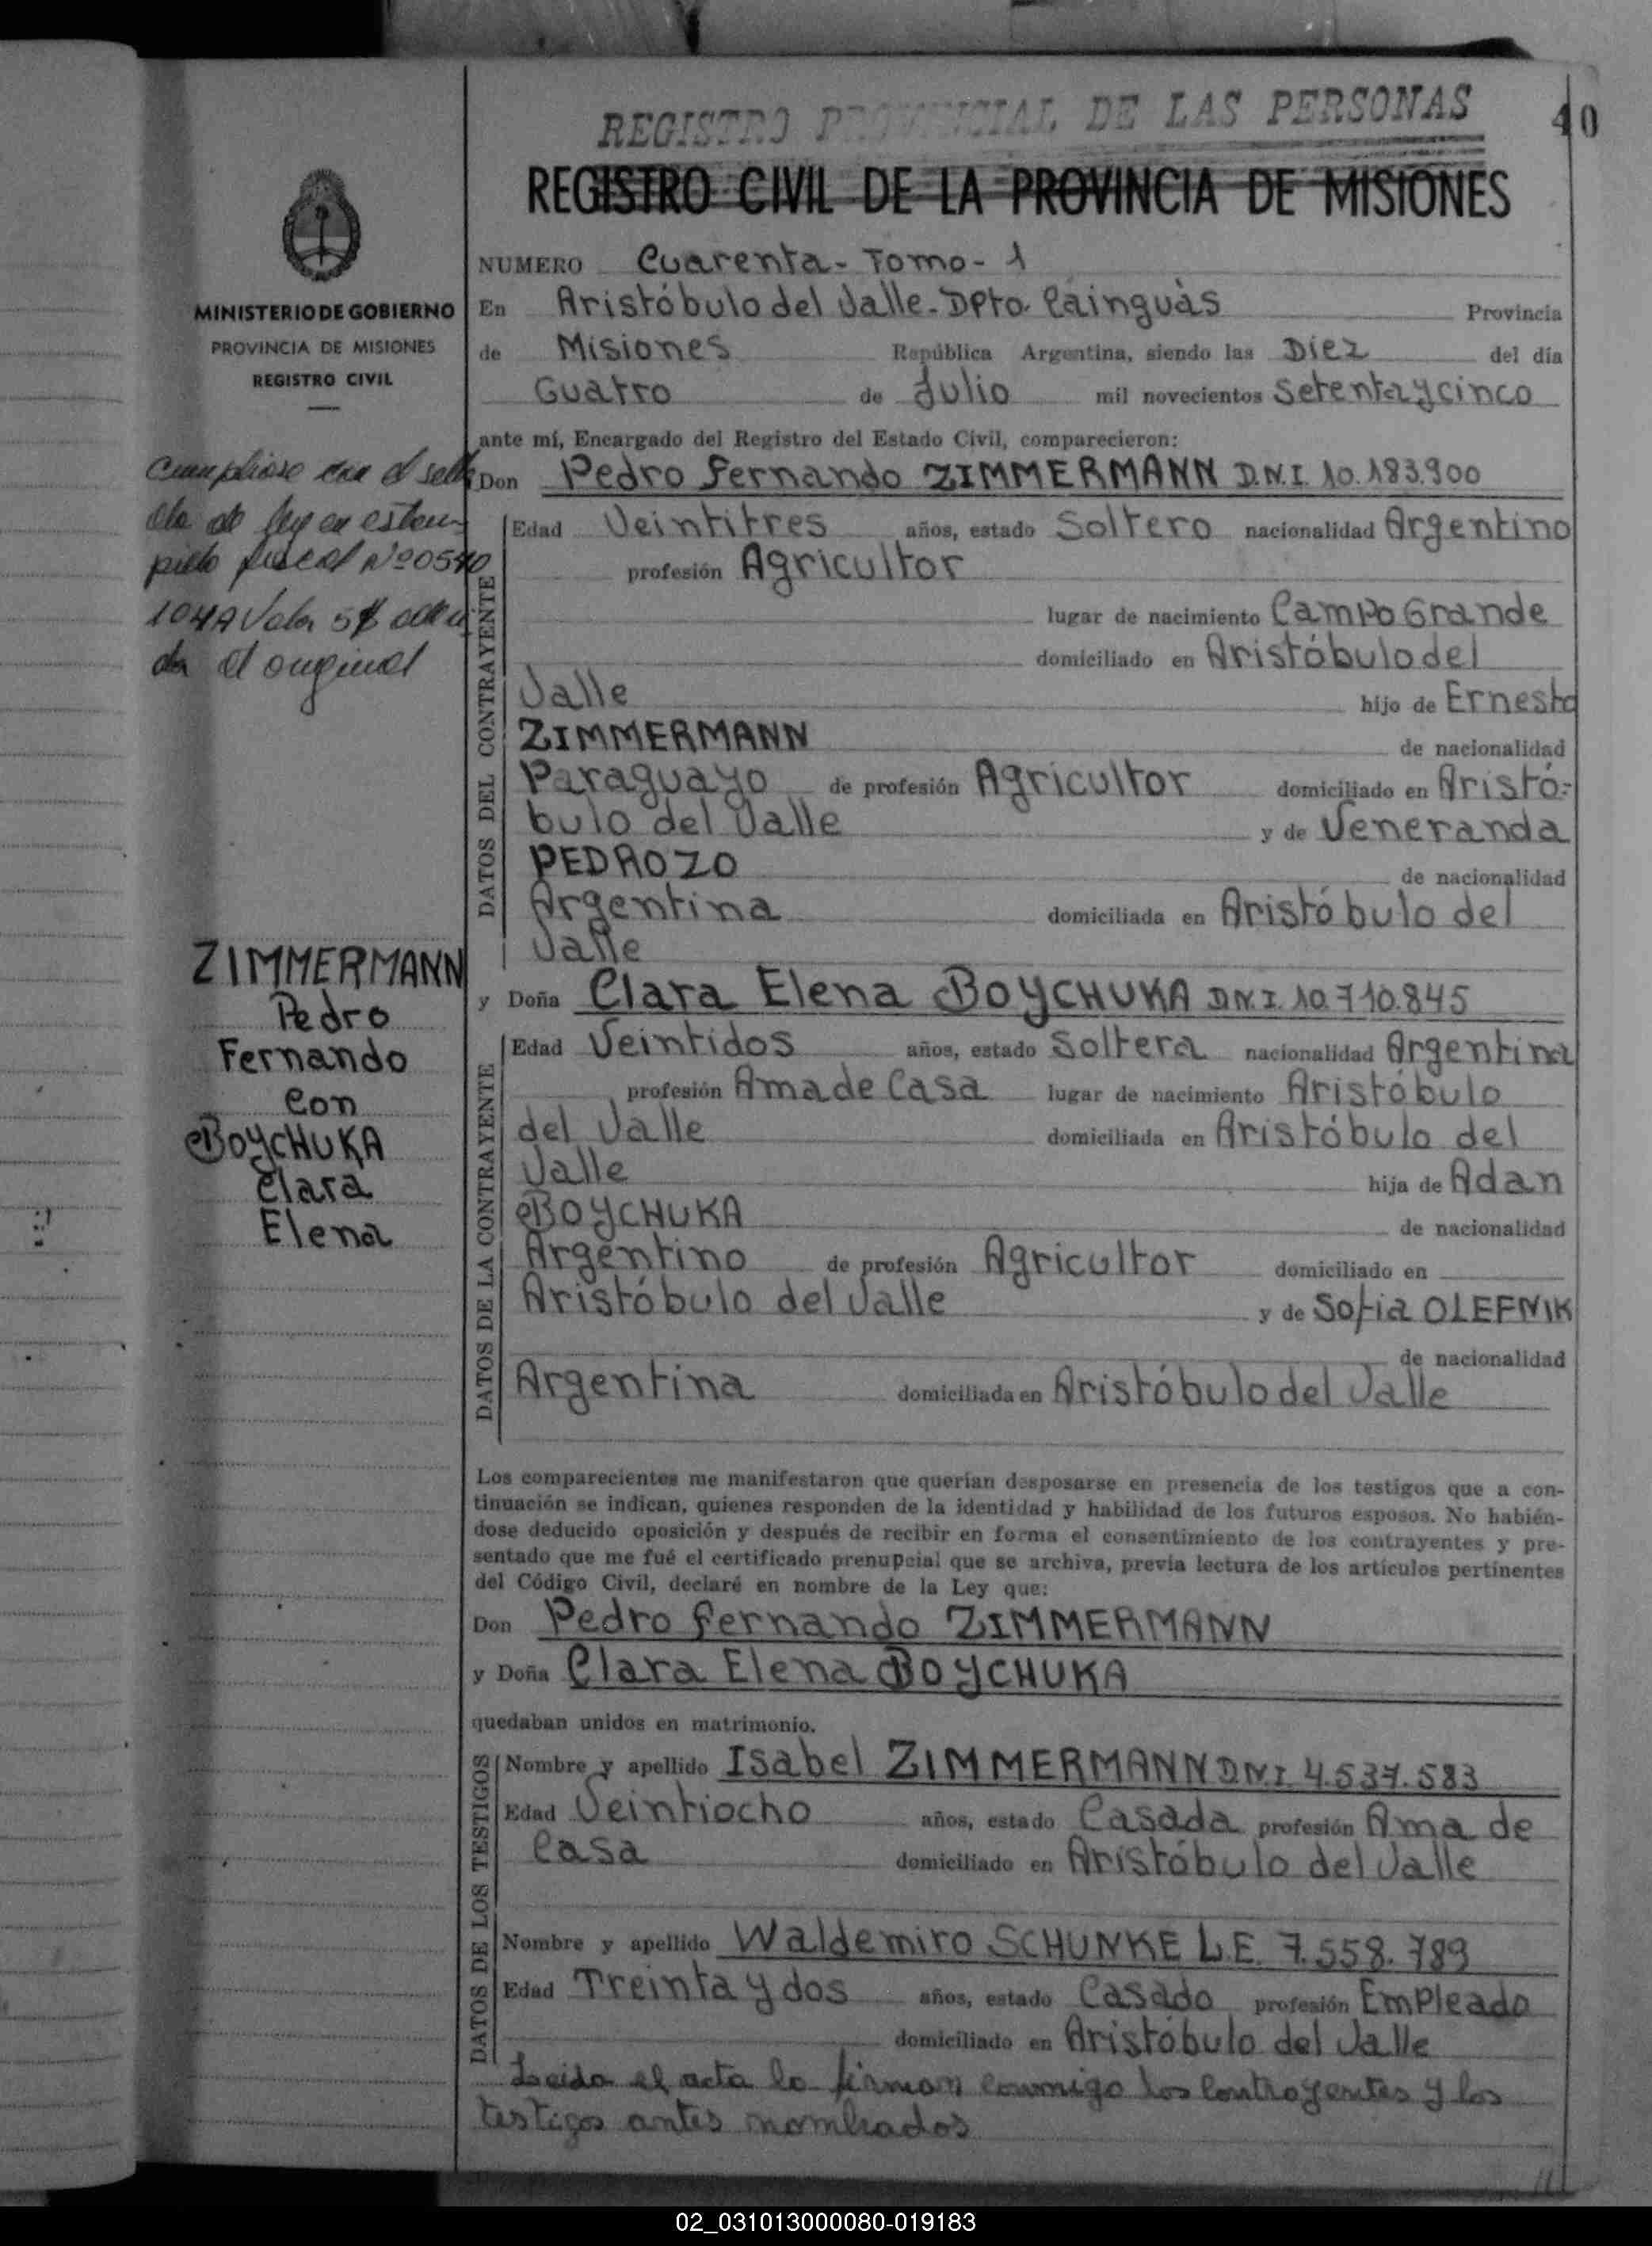 REGISTRO PROVINCIAL DE LAS PERSONAS
40
REGISTRO CIVIL DE LA PROVINCIA DE MISIONES
MINISTERIO DE GOBIERNO
PROVINCIA DE MISIONES
REGISTRO CIVIL
NUMERO Cuarenta - Tomo - 1
En Aristóbulo del Valle - Dpto. Cainguàs Provincia
de Misiones República Argentina, siendo las Diez del día
Cuatro de Julio mil novecientos Setenta y cinco
ante mí, Encargado del Registro del Estado Civil, comparecieron:
Don Pedro Fernando ZIMMERMANN D.N.I. 10.183.900
Edad Veintitres años, estado Soltero nacionalidad Argentino
profesión Agricultor
lugar de nacimiento Campo Grande
domiciliado en Aristóbulo del
Valle hijo de Ernesto
ZIMMERMANN de nacionalidad
Paraguayo de profesión Agricultor domiciliado en Aristó-
bulo del Valle y de Veneranda
PEDROZO de nacionalidad
Argentina domiciliada en Aristóbulo del
Valle
DATOS DEL CONTRAYENTE
de ley en
fiscal Nº 0540
el original
ZIMMERMANN
Pedro
Fernando
Con
BOYCHUKA
Clara
Elena
y Doña Clara Elena BOYCHUKA D.N.I. 10.710.845
Edad Veintidos años, estado Soltera nacionalidad Argentina
profesión Ama de Casa lugar de nacimiento Aristóbulo
del Valle domiciliada en Aristóbulo del
Valle hija de Adan
BOYCHUKA de nacionalidad
Argentino de profesión Agricultor domiciliado en
Aristóbulo del Valle y de Sofia OLEFNIK
de nacionalidad
Argentina domiciliada en Aristóbulo del Valle
DATOS DE LA CONTRAYENTE
Los comparecientes me manifestaron que querían desposarse en presencia de los testigos que a con-
tinuación se indican, quienes responden de la identidad y habilidad de los futuros esposos. No habién-
dose deducido oposición y después de recibir en forma el consentimiento de los contrayentes y pre-
sentado que me fué el certificado prenupcial que se archiva, previa lectura de los artículos pertinentes
del Código Civil, declaré en nombre de la Ley que:
Don Pedro Fernando ZIMMERMANN
y Doña Clara Elena BOYCHUKA
quedaban unidos en matrimonio.
Nombre y apellido Isabel ZIMMERMANN D.N.I. 4.537.583
Edad Veintiocho años, estado Casada profesión Ama de
Casa domiciliado en Aristóbulo del Valle
Nombre y apellido Waldemiro SCHUNKE L.E. 7.558.789
Edad Treinta y dos años, estado Casado profesión Empleado
domiciliado en Aristóbulo del Valle
DATOS DE LOS TESTIGOS
Leida el acta la firman conmigo los Contrayentes y los
testigos antes nombrados
02_031013000080-019183